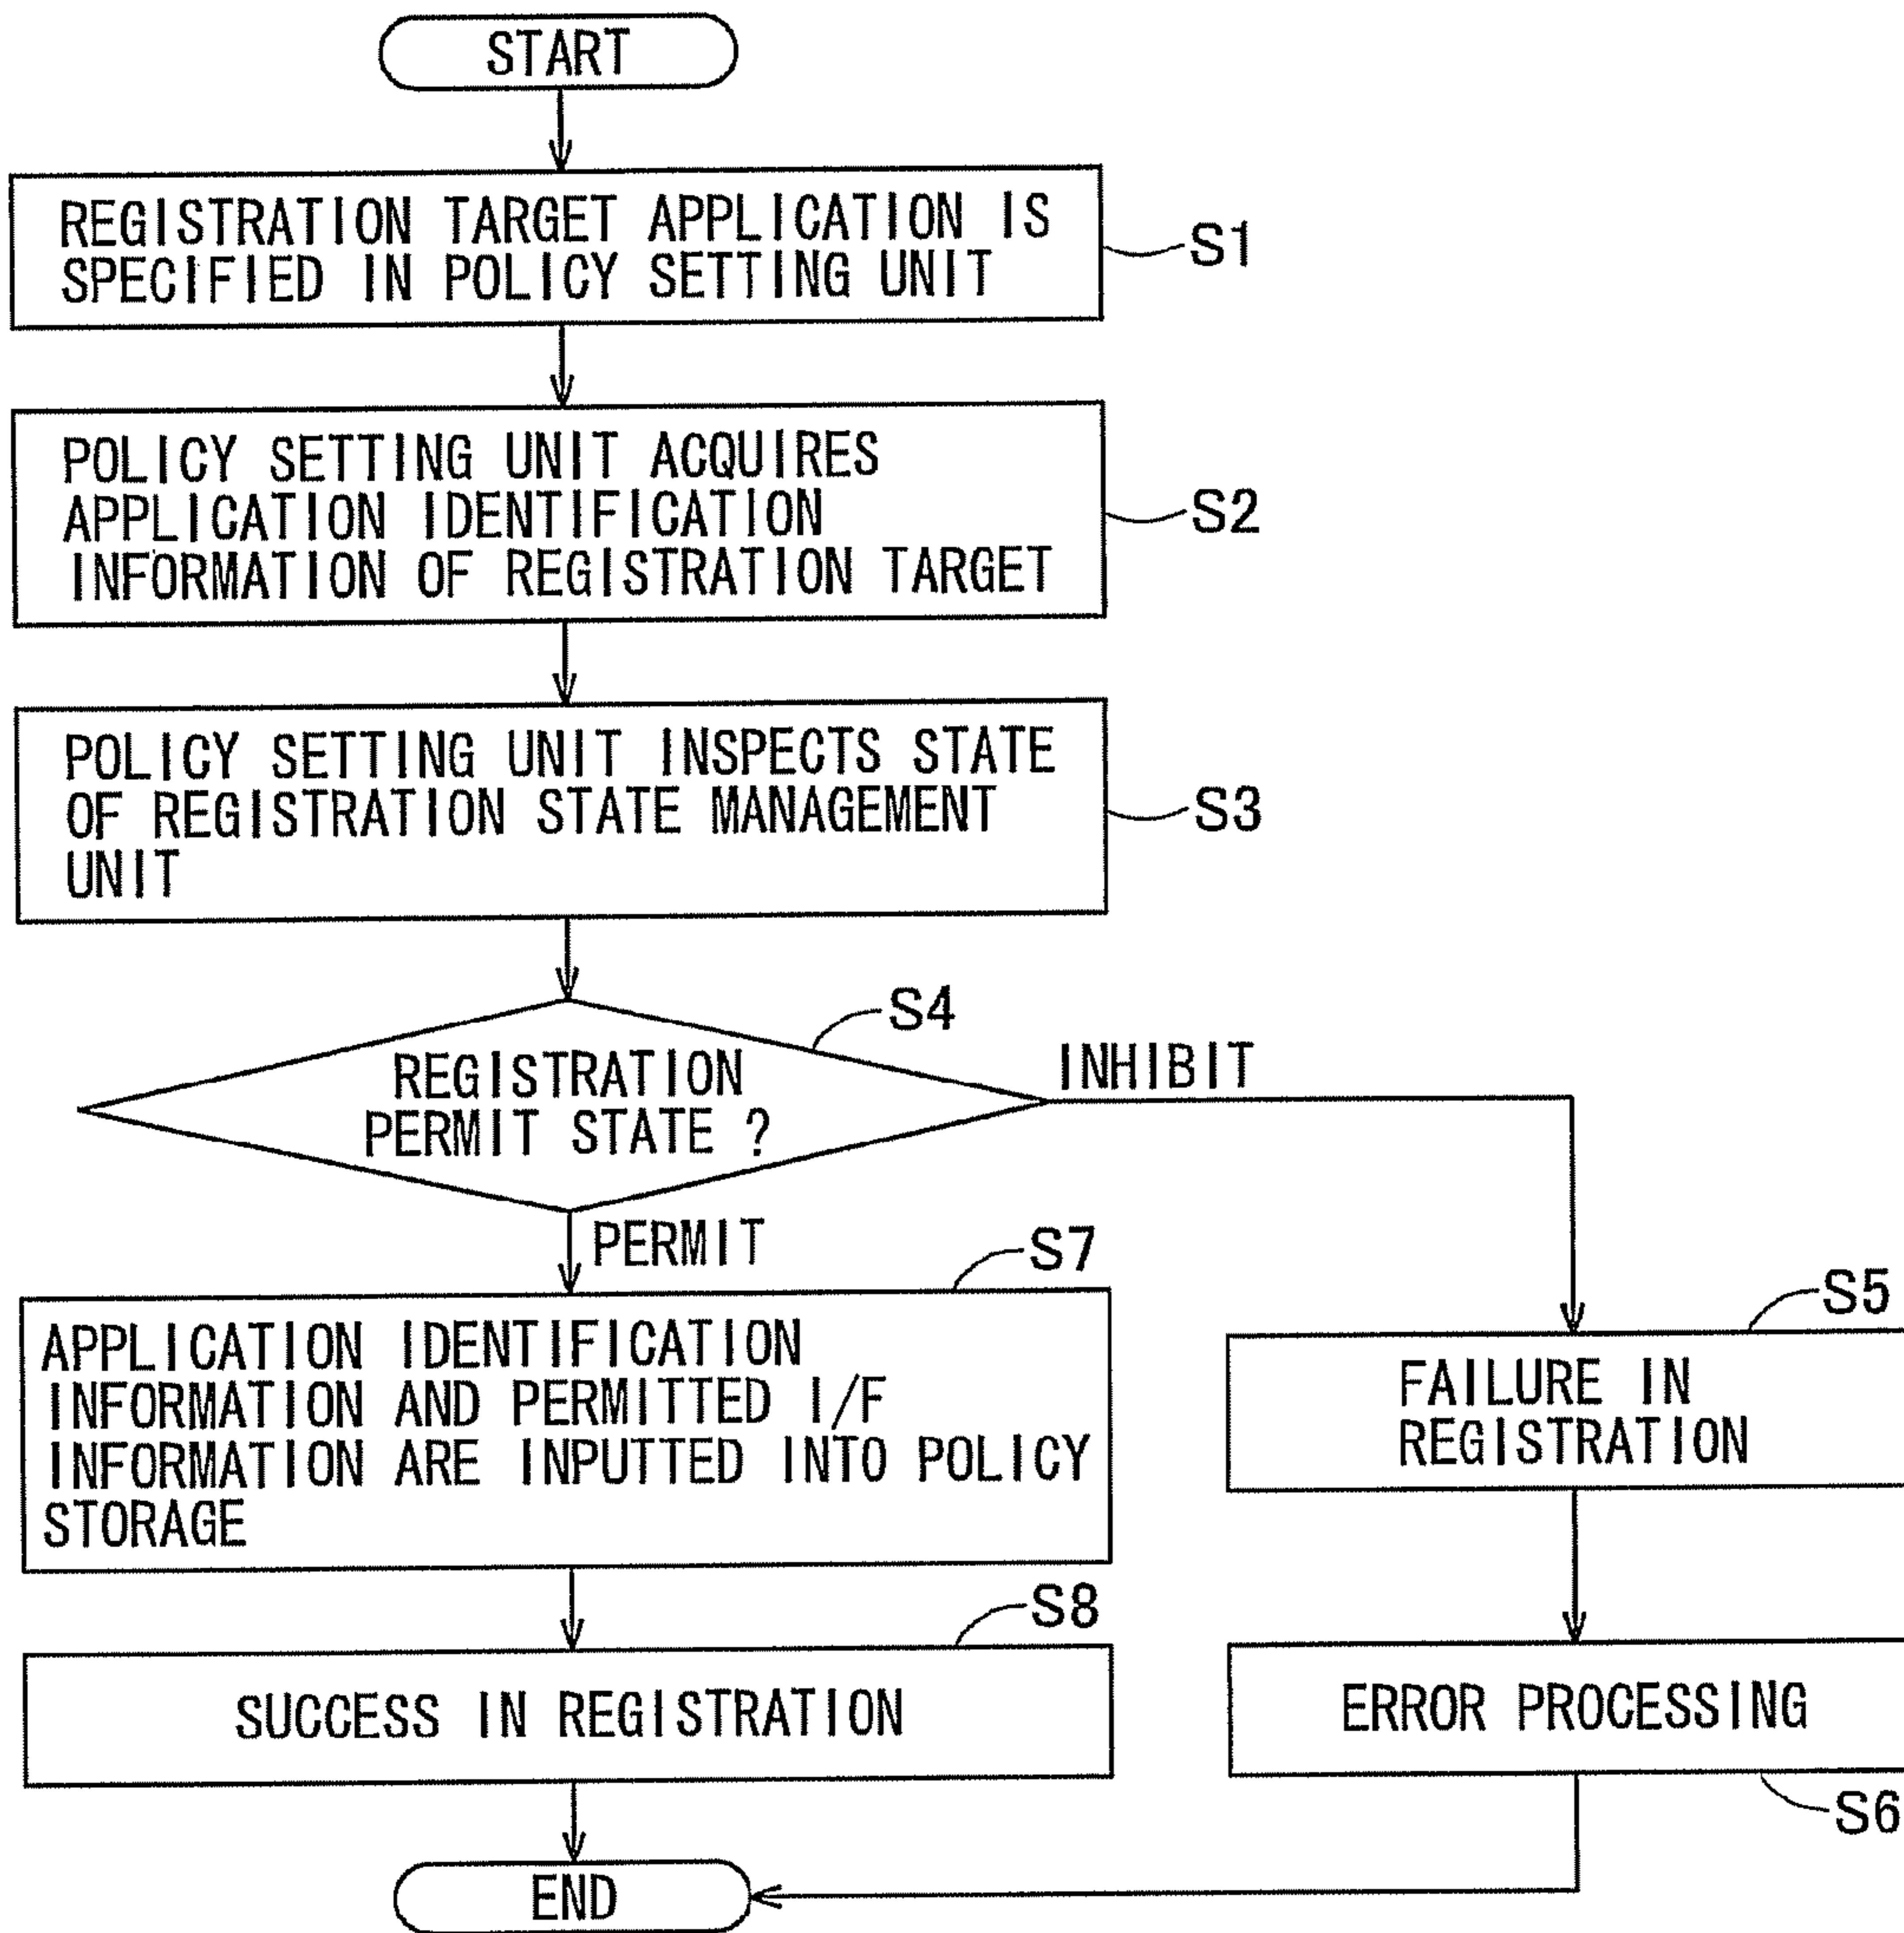 START
REGISTRATION TARGET APPLICATION IS
SPECIFIED IN POLICY SETTING UNIT
S1
POLICY SETTING UNIT ACQUIRES
APPLICATION IDENTIFICATION
INFORMATION OF REGISTRATION TARGET
S2
POLICY SETTING UNIT INSPECTS STATE
OF REGISTRATION STATE MANAGEMENT
UNIT
S3
S4
REGISTRATION
PERMIT STATE ?
INHIBIT
PERMIT
S7
APPLICATION IDENTIFICATION
INFORMATION AND PERMITTED I/F
INFORMATION ARE INPUTTED INTO POLICY
STORAGE
S5
FAILURE IN
REGISTRATION
S8
SUCCESS IN REGISTRATION
ERROR PROCESSING
S6
END